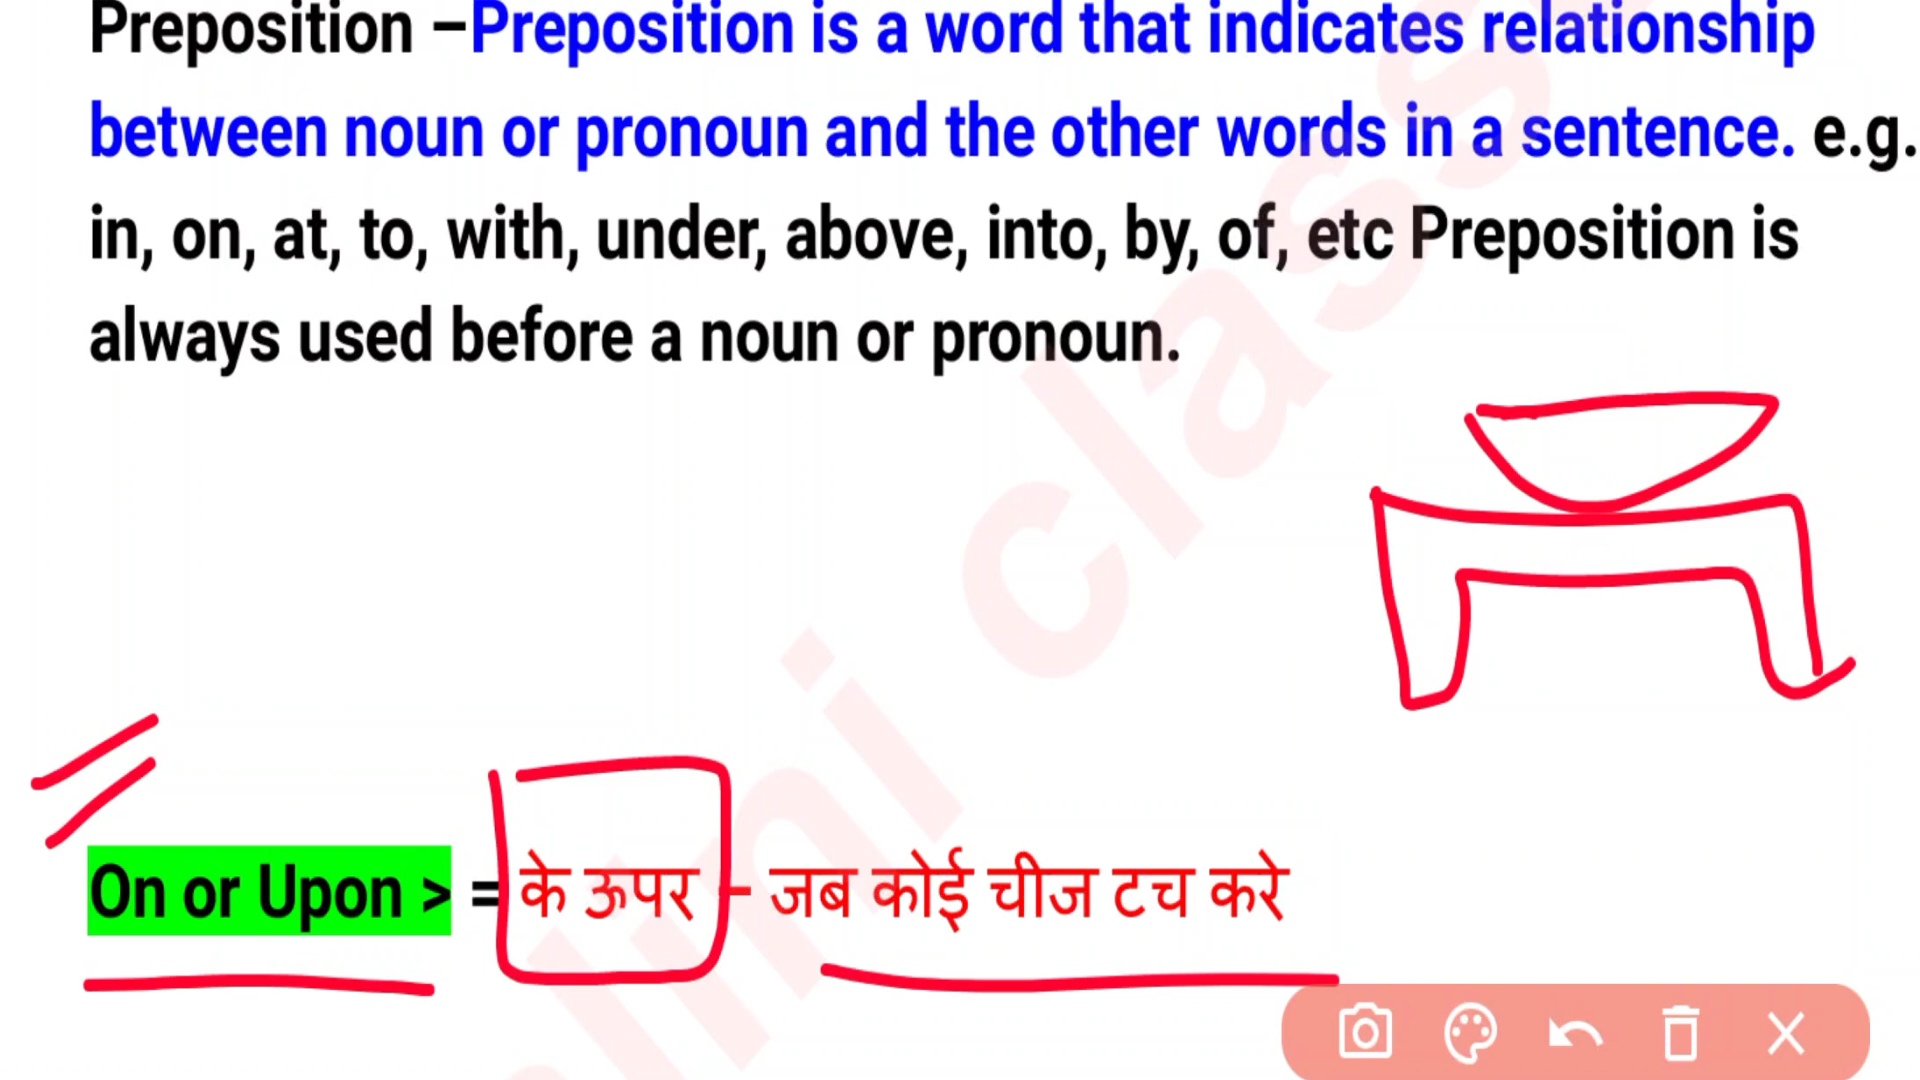 Preposition –Preposition is a word that indicates relationship
between noun or pronoun and the other words in a sentence. e.g.
in, on, at, to, with, under, above, into, by, of, etc Preposition is
always used before a noun or pronoun.
On or Upon > = के ऊपर – जब कोई चीज टच करे